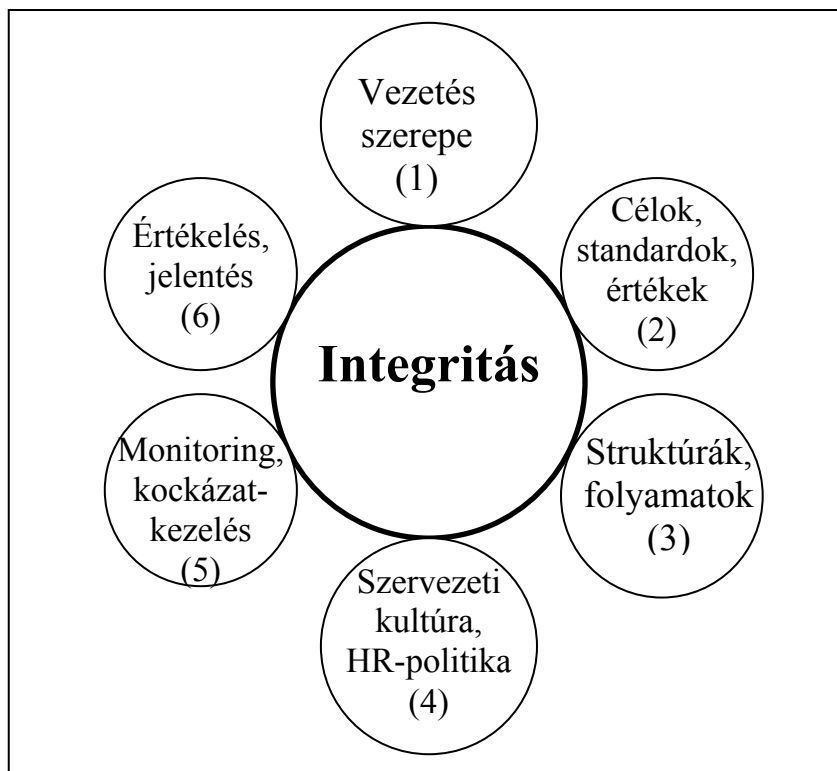 Vezetés
szerepe
(1)
Célok,
standardok,
értékek
(2)
Struktúrák,
folyamatok
(3)
Szervezeti
kultúra,
HR-politika
(4)
Monitoring,
kockázat-
kezelés
(5)
Értékelés,
jelentés
(6)
Integritás